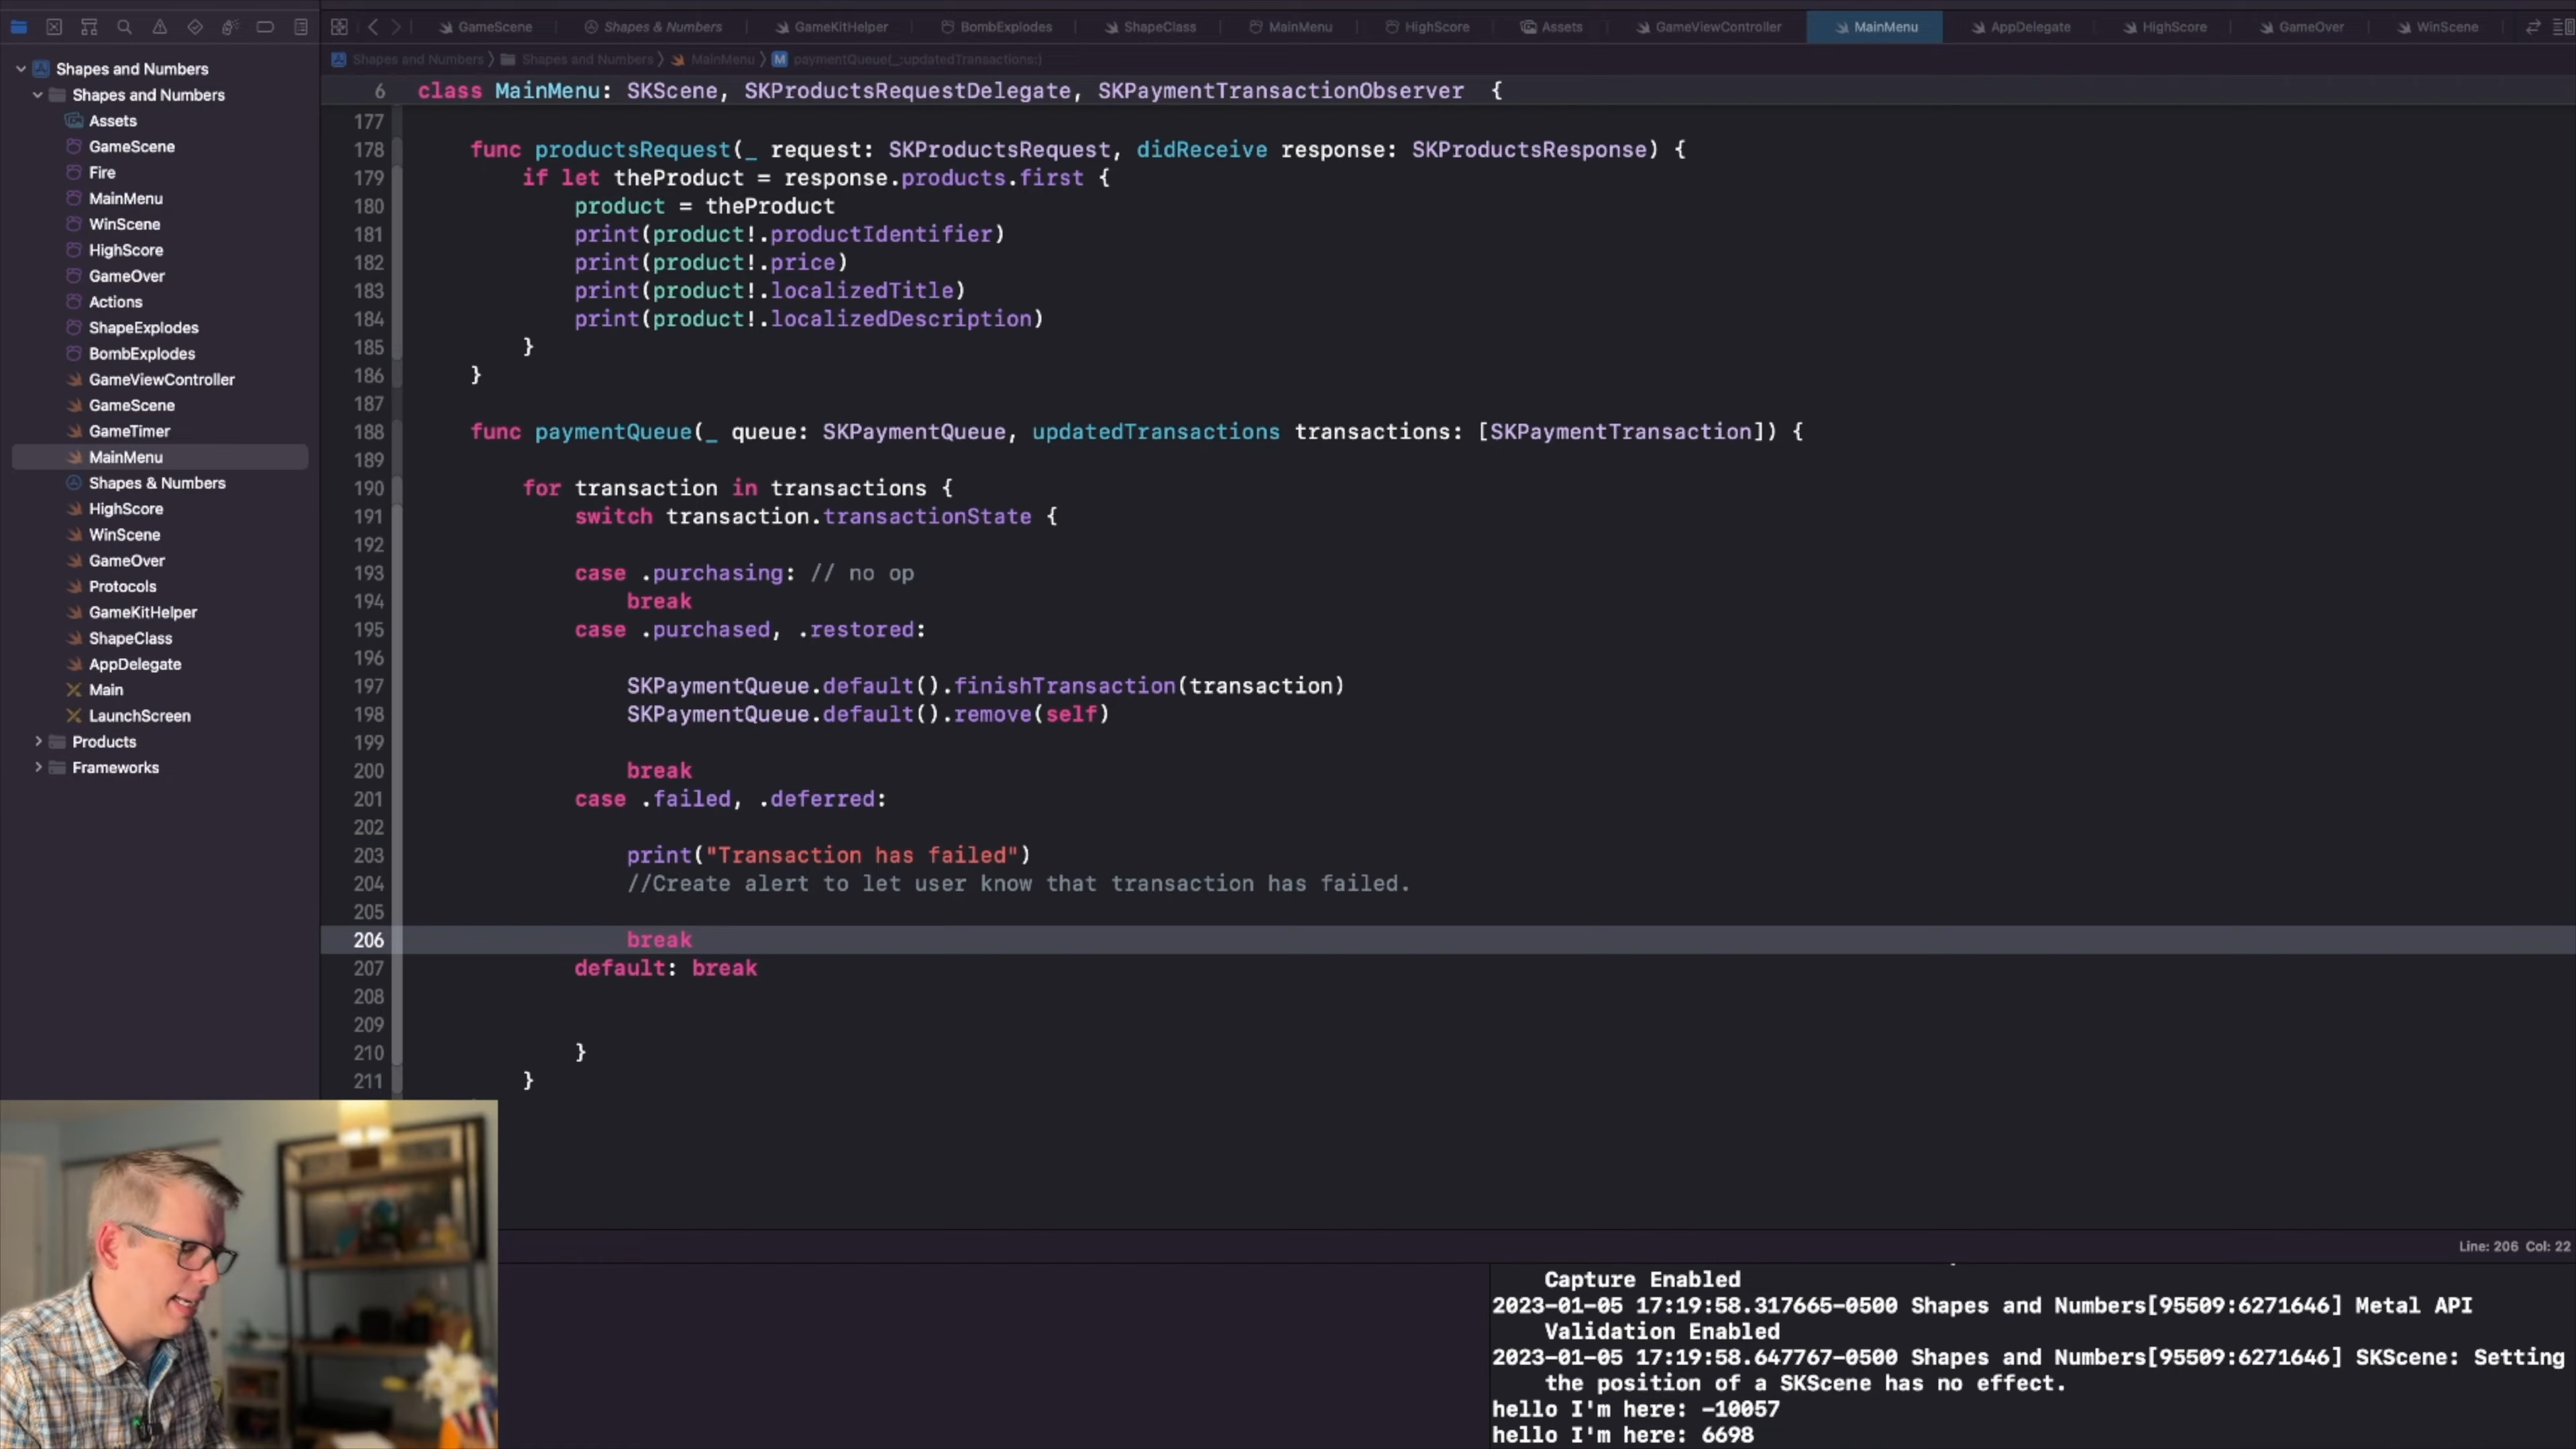 GameScene
Shapes & Numbers
GameKitHelper
BombExplodes
ShapeClass
MainMenu
HighScore
Assets
GameViewController
MainMenu
AppDelegate
HighScore
GameOver
WinScene
Shapes and Numbers
Shapes and Numbers
Assets
GameScene
Fire
MainMenu
WinScene
HighScore
GameOver
Actions
ShapeExplodes
BombExplodes
GameViewController
GameScene
GameTimer
MainMenu
Shapes & Numbers
HighScore
WinScene
GameOver
Protocols
GameKitHelper
ShapeClass
AppDelegate
Main
LaunchScreen
Products
Frameworks
Shapes and Numbers
Shapes and Numbers
MainMenu
M paymentQueue(_:updatedTransactions:)
6 class MainMenu: SKScene, SKProductsRequestDelegate, SKPaymentTransactionObserver {
177
178 func productsRequest(_ request: SKProductsRequest, didReceive response: SKProductsResponse) {
179 if let theProduct = response.products.first {
180 product = theProduct
181 print(product!.productIdentifier)
182 print(product!.price)
183 print(product!.localizedTitle)
184 print(product!.localizedDescription)
185 }
186 }
187
188 func paymentQueue(_ queue: SKPaymentQueue, updatedTransactions transactions: [SKPaymentTransaction]) {
189
190 for transaction in transactions {
191 switch transaction.transactionState {
192
193 case .purchasing: // no op
194 break
195 case .purchased, .restored:
196
197 SKPaymentQueue.default().finishTransaction(transaction)
198 SKPaymentQueue.default().remove(self)
199
200 break
201 case .failed, .deferred:
202
203 print("Transaction has failed")
204 //Create alert to let user know that transaction has failed.
205
206 break
207 default: break
208
209
210 }
211 }
Line: 206 Col: 22
Capture Enabled
2023-01-05 17:19:58.317665-0500 Shapes and Numbers[95509:6271646] Metal API
Validation Enabled
2023-01-05 17:19:58.647767-0500 Shapes and Numbers[95509:6271646] SKScene: Setting
the position of a SKScene has no effect.
hello I'm here: -10057
hello I'm here: 6698